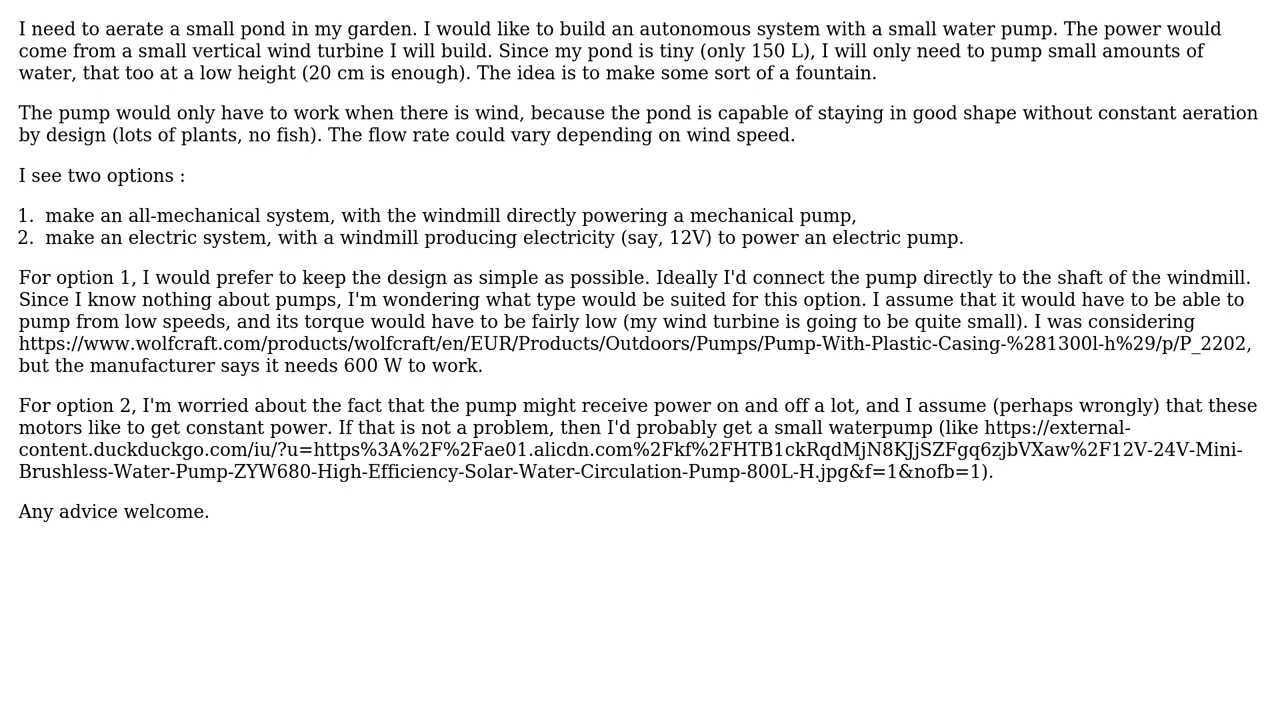 I need to aerate a small pond in my garden. I would like to build an autonomous system with a small water pump. The power would
come from a small vertical wind turbine I will build. Since my pond is tiny (only 150 L), I will only need to pump small amounts of
water, that too at a low height (20 cm is enough). The idea is to make some sort of a fountain.
The pump would only have to work when there is wind, because the pond is capable of staying in good shape without constant aeration
by design (lots of plants, no fish). The flow rate could vary depending on wind speed.
I see two options :
1. make an all-mechanical system, with the windmill directly powering a mechanical pump,
2. make an electric system, with a windmill producing electricity (say, 12V) to power an electric pump.
For option 1, I would prefer to keep the design as simple as possible. Ideally I'd connect the pump directly to the shaft of the windmill.
Since I know nothing about pumps, I'm wondering what type would be suited for this option. I assume that it would have to be able to
pump from low speeds, and its torque would have to be fairly low (my wind turbine is going to be quite small). I was considering
https://www.wolfcraft.com/products/wolfcraft/en/EUR/Products/Outdoors/Pumps/Pump-With-Plastic-Casing-%281300l-h%29/p/P_2202,
but the manufacturer says it needs 600 W to work.
For option 2, I'm worried about the fact that the pump might receive power on and off a lot, and I assume (perhaps wrongly) that these
motors like to get constant power. If that is not a problem, then I'd probably get a small waterpump (like https://external-
content.duckduckgo.com/iu/?u=https%3A%2F%2Fae01.alicdn.com%2Fkf%2FHTB1ckRqdMjN8KJjSZFgq6zjbVXaw%2F12V-24V-Mini-
Brushless-Water-Pump-ZYW680-High-Efficiency-Solar-Water-Circulation-Pump-800L-H.jpg&f=1&nofb=1).
Any advice welcome.